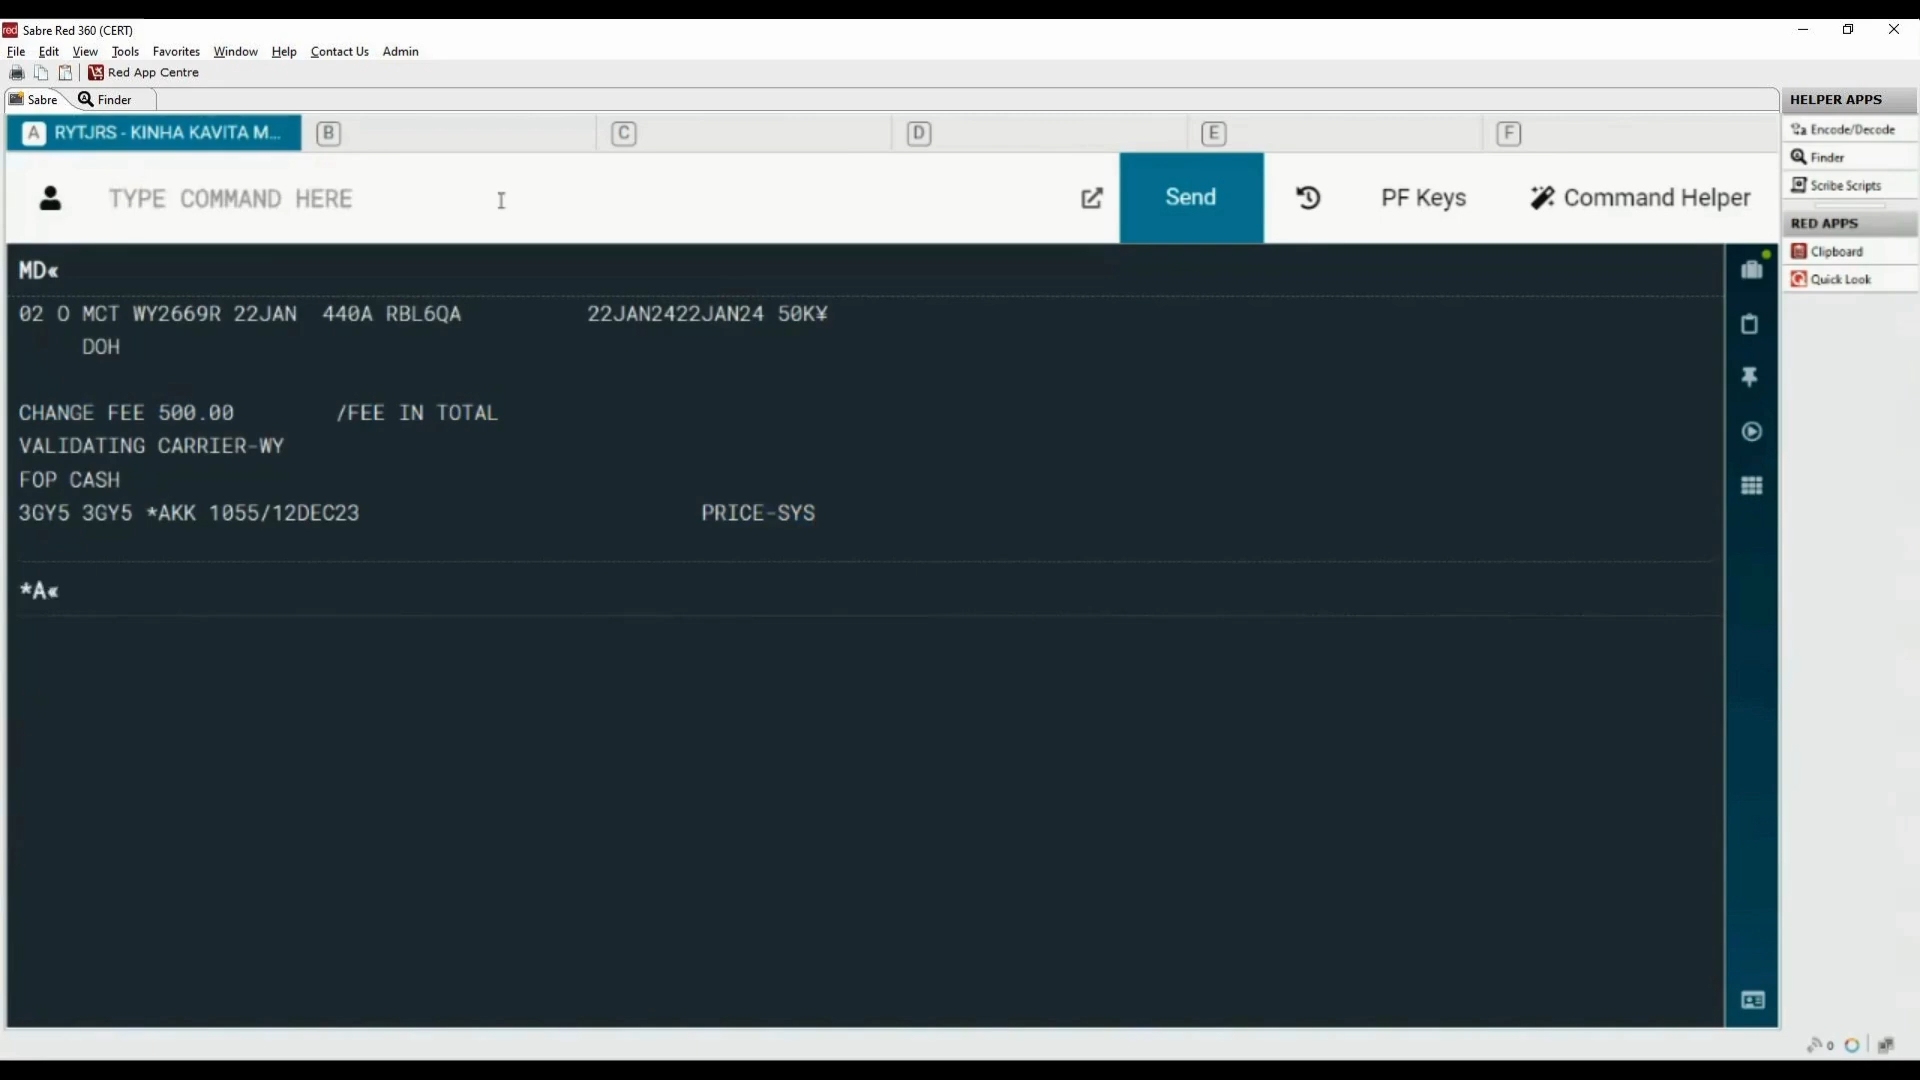 red Sabre Red 360 (CERT)
File Edit View Tools Favorites Window Help Contact Us Admin
Red App Centre
Sabre Finder
HELPER APPS
A RYTJRS - KINHA KAVITA M... B C D E F
Encode/Decode
Finder
Scribe Scripts
TYPE COMMAND HERE Send PF Keys Command Helper
RED APPS
Clipboard
Quick Look
MD«
02 O MCT WY2669R 22JAN 440A RBL6QA 22JAN2422JAN24 50K¥
DOH
CHANGE FEE 500.00 /FEE IN TOTAL
VALIDATING CARRIER-WY
FOP CASH
3GY5 3GY5 *AKK 1055/12DEC23 PRICE-SYS
*A«
0